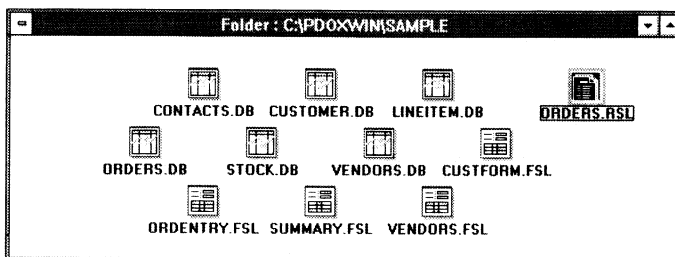 Folder : C:\PDOXWIN\SAMPLE
CONTACTS.DB CUSTOMER.DB LINEITEM.DB ORDERS.RSL
ORDERS.DB STOCK.DB VENDORS.DB CUSTFORM.FSL
ORDENTRY.FSL SUMMARY.FSL VENDORS.FSL